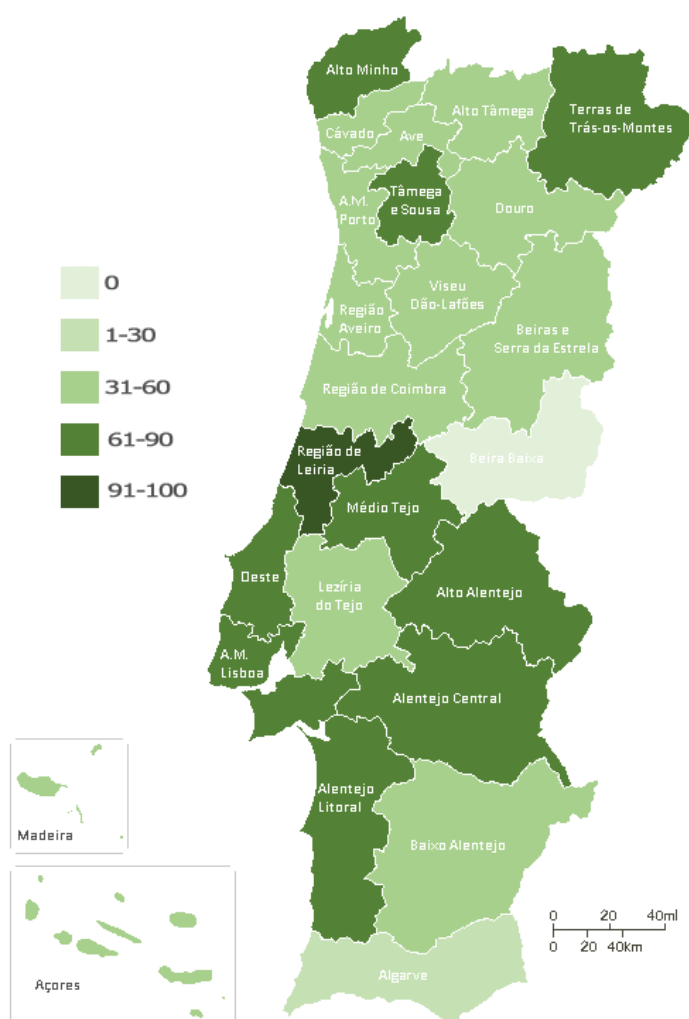 Alto Minho
Alto Tâmega
Terras de
Trás-os-Montes
Cávado
Ave
A.M.
Porto
Tâmega
e Sousa
Douro
0
1-30
31-60
61-90
91-100
Viseu
Dão-Lafões
Região
Aveiro
Beiras e
Serra da Estrela
Região de Coimbra
Região de
Leiria
Beira Baixa
Médio Tejo
Oeste
Lezíria
do Tejo
Alto Alentejo
A.M.
Lisboa
Alentejo Central
Alentejo
Litoral
Baixo Alentejo
Madeira
Açores
Algarve
0 20 40ml
0 20 40km